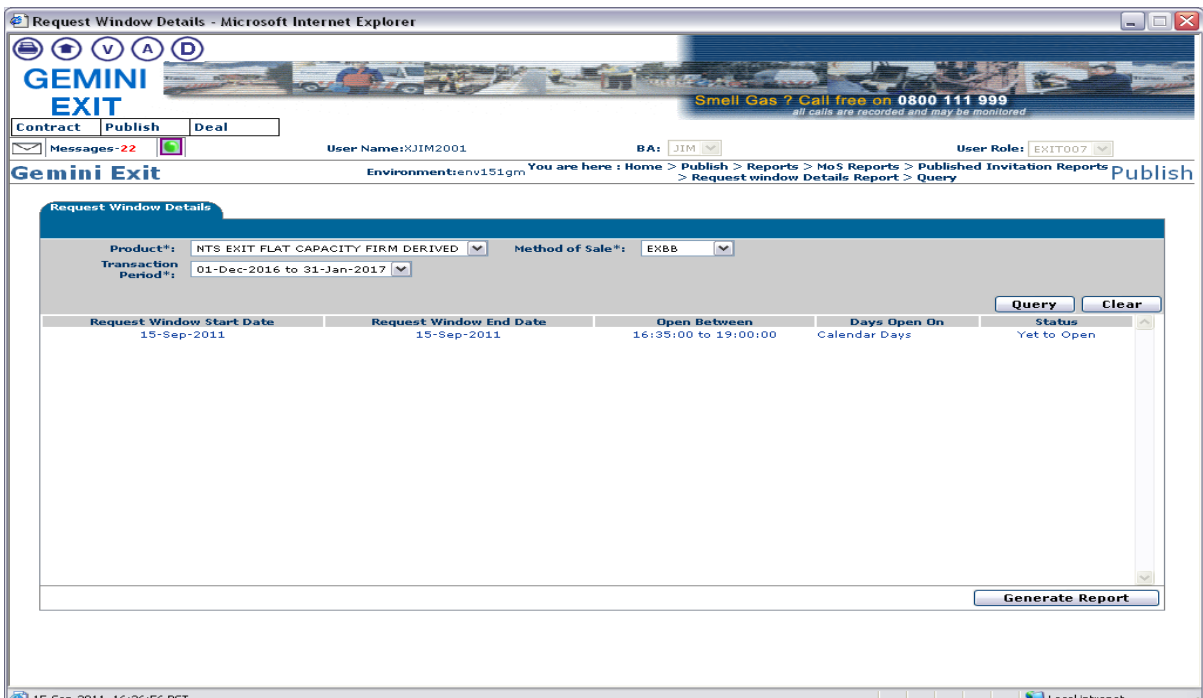 Request Window Details - Microsoft Internet Explorer
V A D
GEMINI
EXIT
Smell Gas ? Call free on 0800 111 999
all calls are recorded and may be monitored
Contract Publish Deal
Messages-22 User Name:XJIM2001 BA: JIM User Role: EXIT007
Gemini Exit Environment:env151gm You are here : Home > Publish > Reports > MoS Reports > Published Invitation Reports > Request window Details Report > Query Publish
Request Window Details
Product*: NTS EXIT FLAT CAPACITY FIRM DERIVED Method of Sale*: EXBB
Transaction Period*: 01-Dec-2016 to 31-Jan-2017
Query Clear
Request Window Start Date Request Window End Date Open Between Days Open On Status
15-Sep-2011 15-Sep-2011 16:35:00 to 19:00:00 Calendar Days Yet to Open
Generate Report
Local intranet